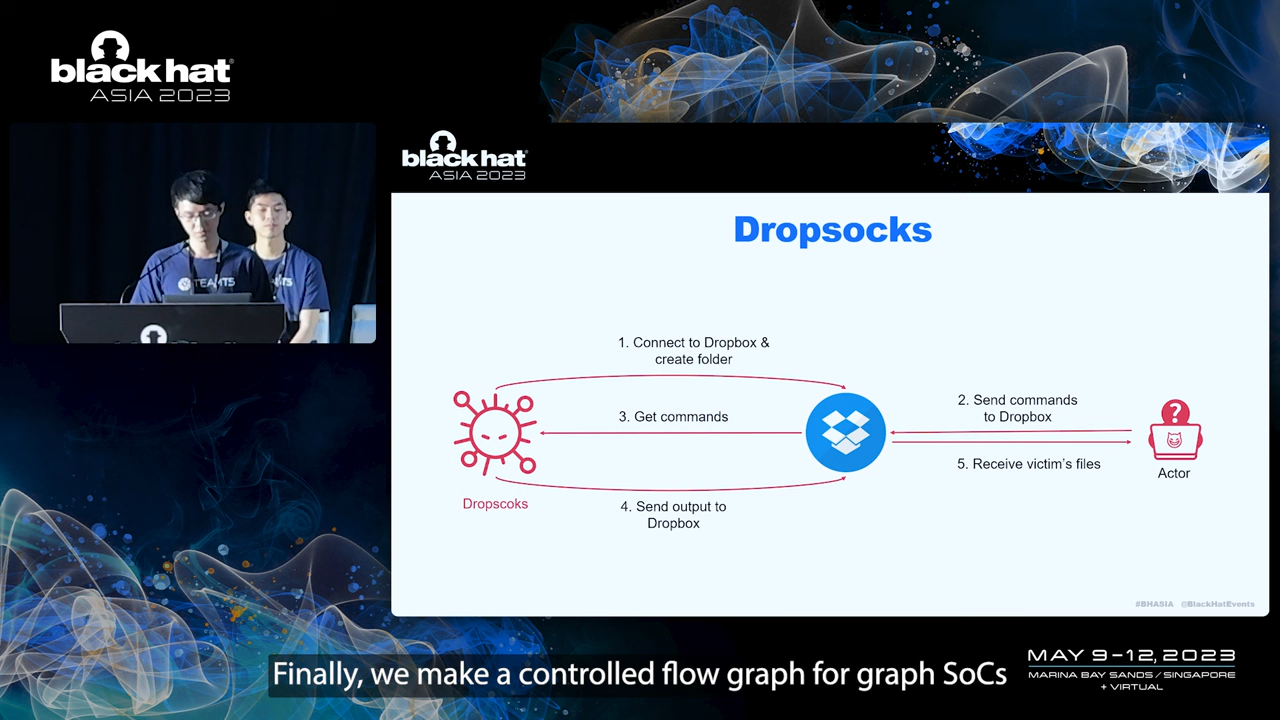 black hat
ASIA 2023
black hat
ASIA 2023
TEAMT5
T5
Dropsocks
1. Connect to Dropbox &
create folder
3. Get commands
2. Send commands
to Dropbox
5. Receive victim's files
Actor
Dropscoks
4. Send output to
Dropbox
#BHASIA @BlackHatEvents
Finally, we make a controlled flow graph for graph SoCs
MAY 9-12, 2023
MARINA BAY SANDS / SINGAPORE
+ VIRTUAL